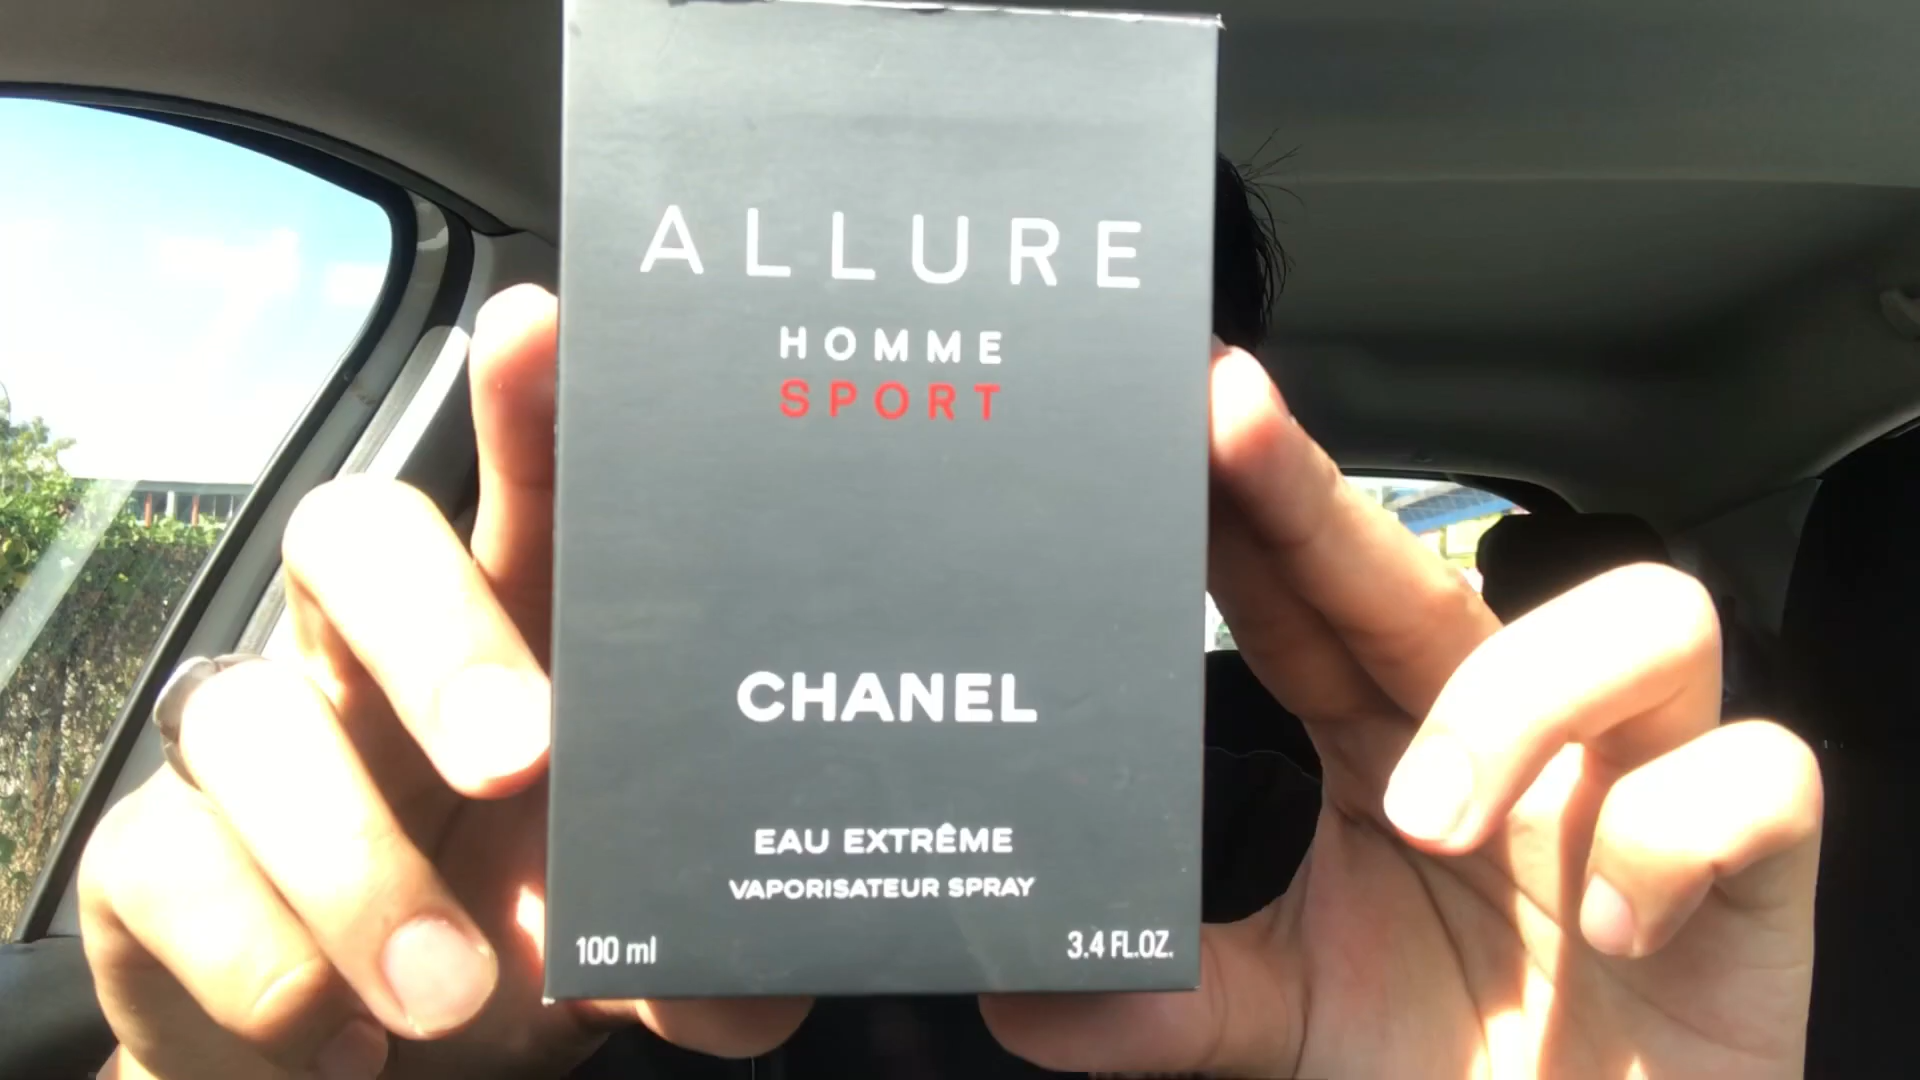 ALLURE
HOMME
SPORT
CHANEL
EAU EXTRÊME
VAPORISATEUR SPRAY
100 ml 3.4 FL.OZ.